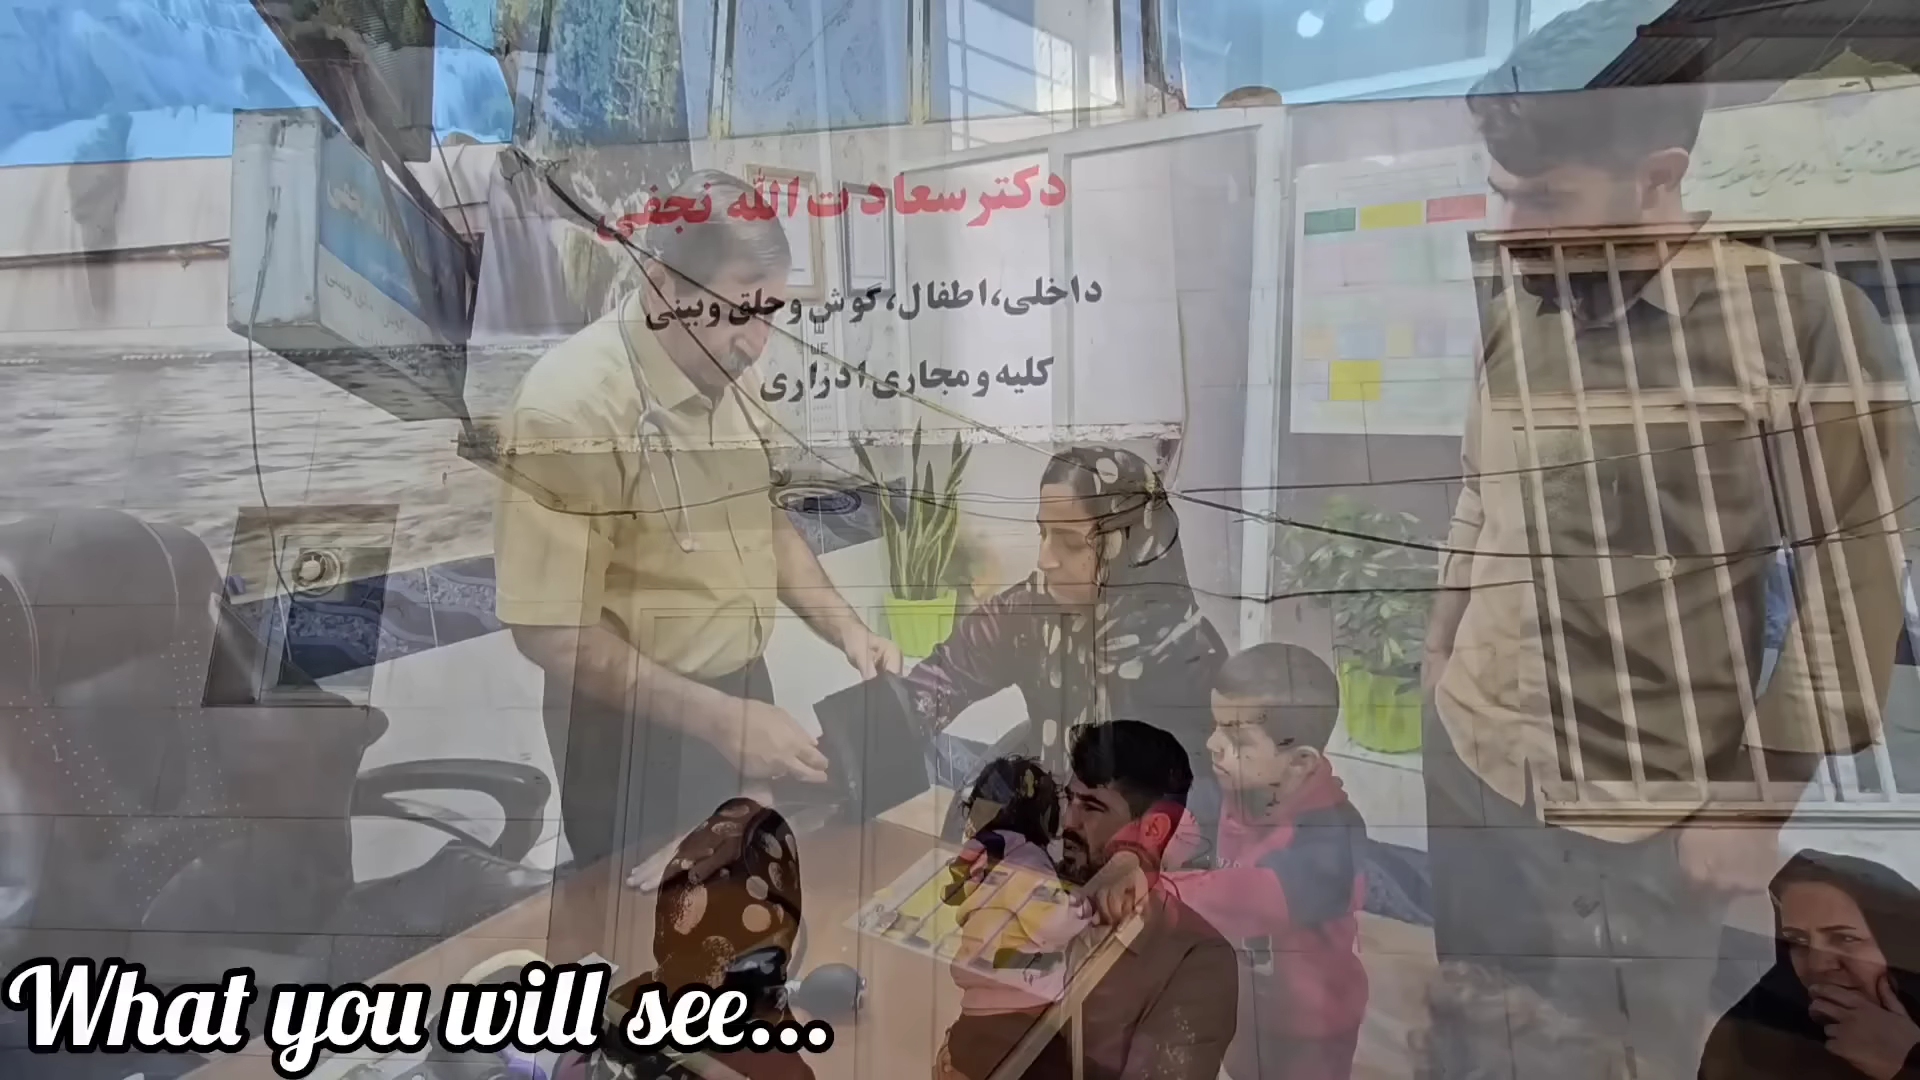 دکتر سعادت الله نجفی
داخلی، اطفال، گوش و حلق و بینی
کلیه و مجاری ادراری
What you will see...